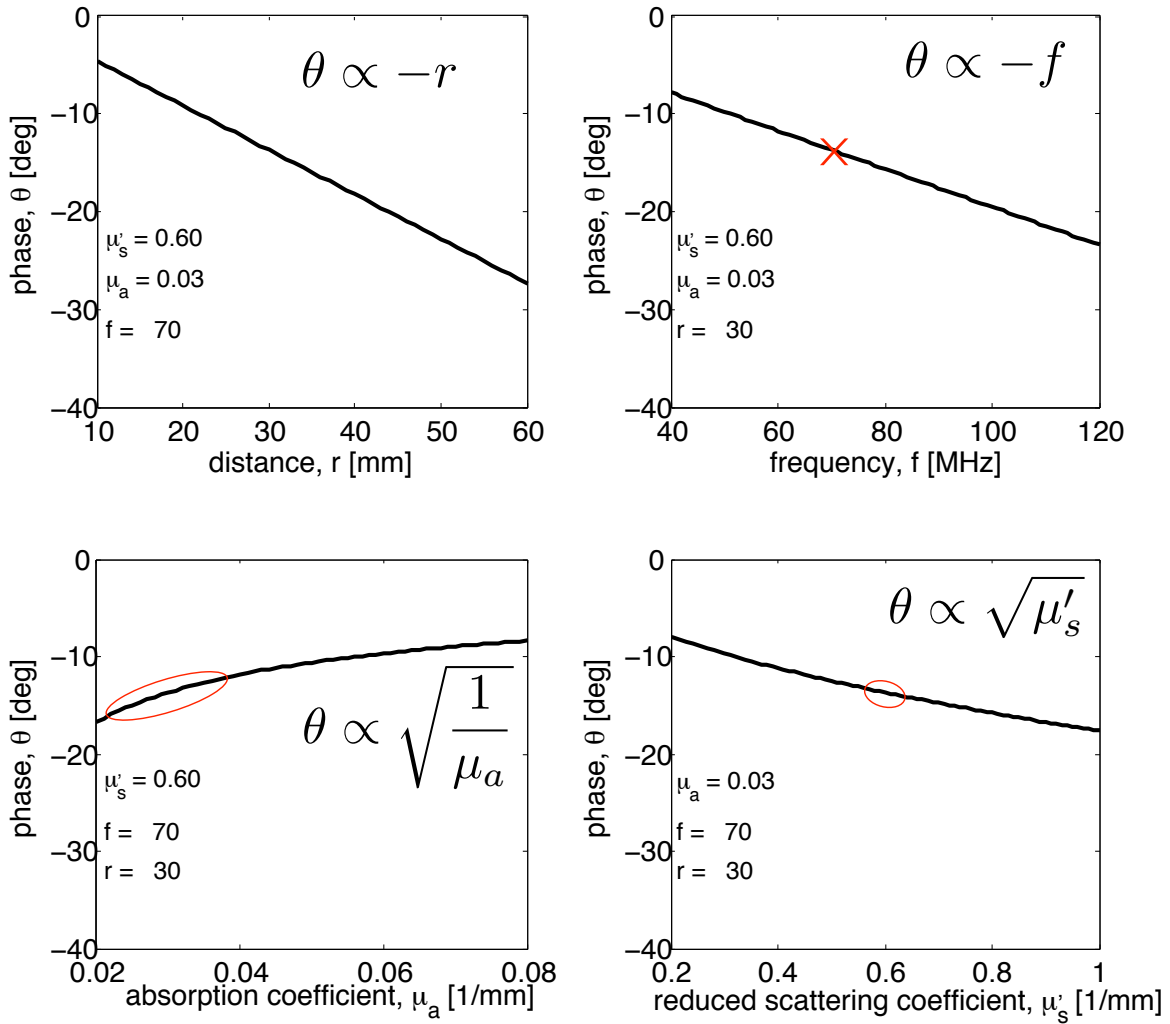 θ ∝ −r
phase, θ [deg]
0
−10
−20
−30
−40
μ's = 0.60
μa = 0.03
f = 70
10 20 30 40 50 60
distance, r [mm]
θ ∝ −f
phase, θ [deg]
0
−10
−20
−30
−40
μ's = 0.60
μa = 0.03
r = 30
40 60 80 100 120
frequency, f [MHz]
θ ∝ √(1/μa)
phase, θ [deg]
0
−10
−20
−30
−40
μ's = 0.60
f = 70
r = 30
0.02 0.04 0.06 0.08
absorption coefficient, μa [1/mm]
θ ∝ √μ's
phase, θ [deg]
0
−10
−20
−30
−40
μa = 0.03
f = 70
r = 30
0.2 0.4 0.6 0.8 1
reduced scattering coefficient, μ's [1/mm]